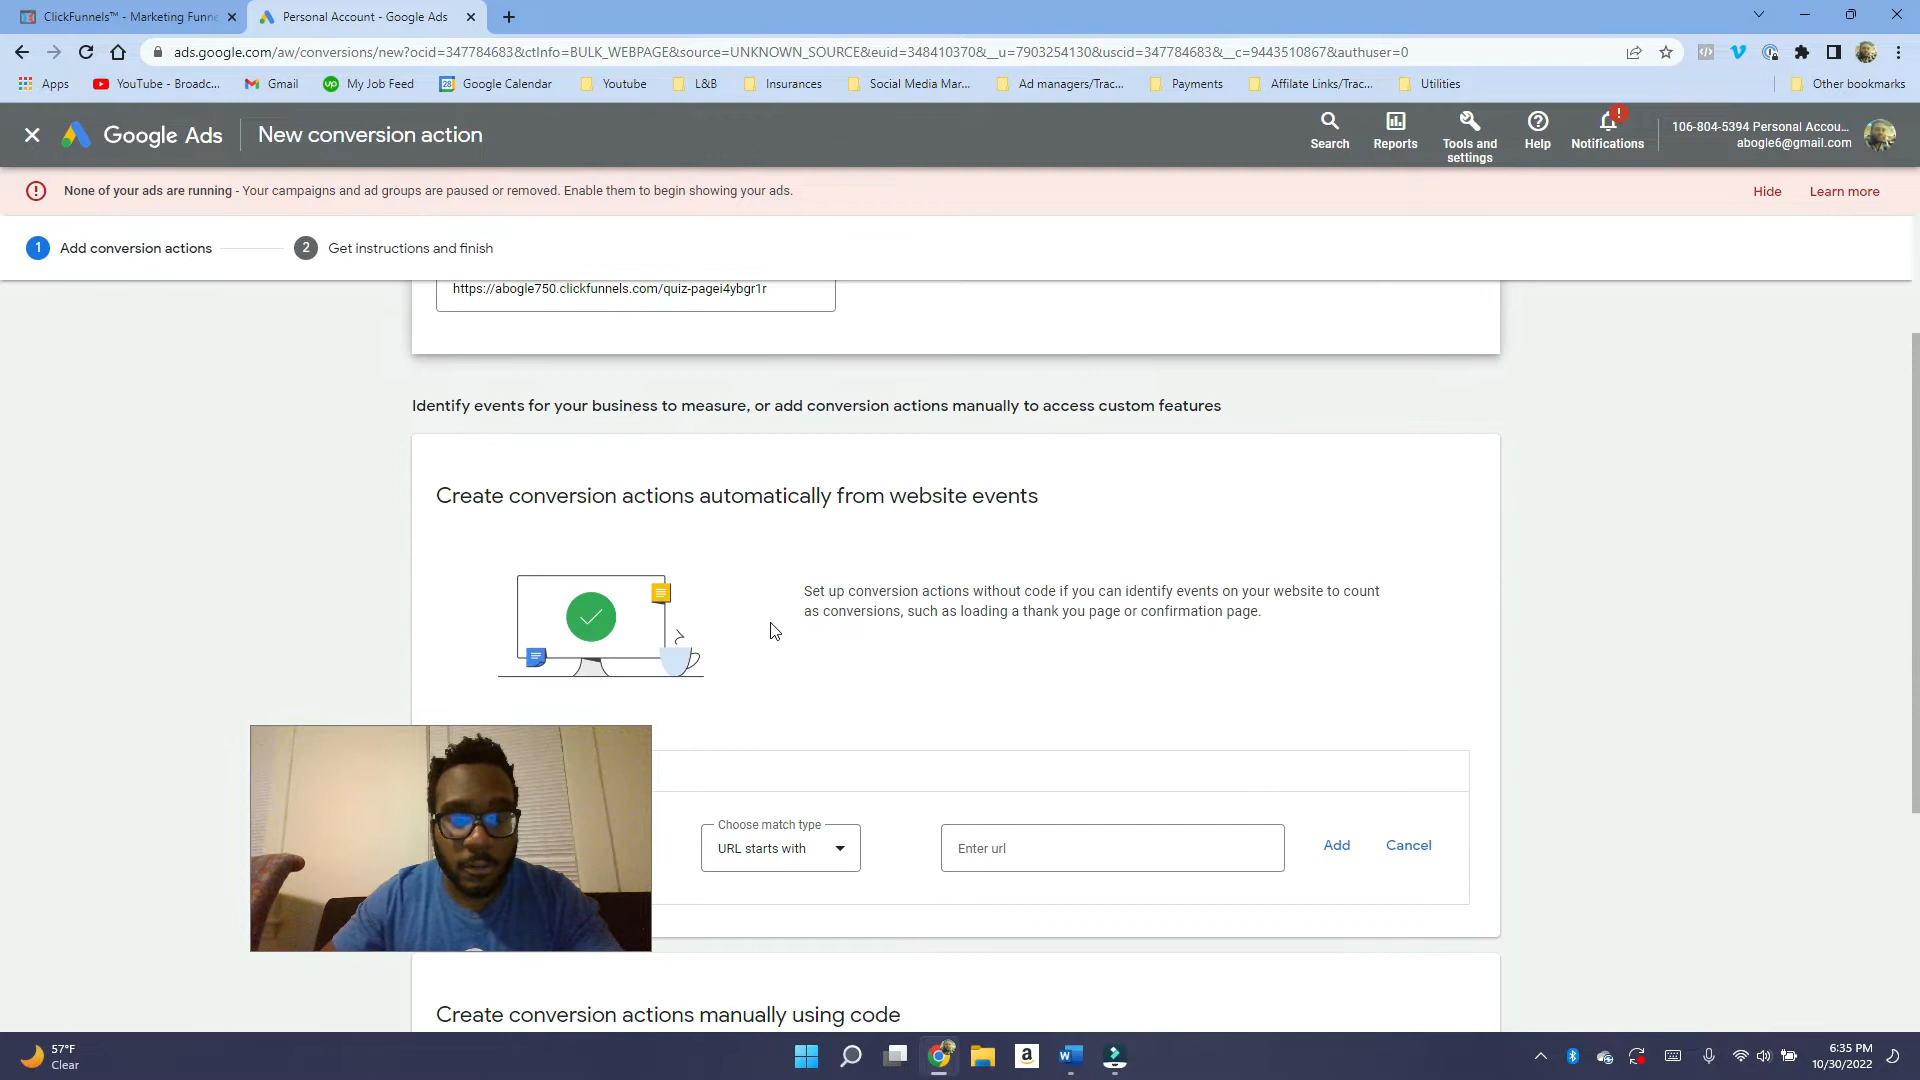 ClickFunnels™ - Marketing Funne
Personal Account - Google Ads
ads.google.com/aw/conversions/new?ocid=347784683&ctInfo=BULK_WEBPAGE&source=UNKNOWN_SOURCE&euid=348410370&__u=7903254130&uscid=347784683&__c=9443510867&authuser=0
Apps
YouTube - Broadc...
Gmail
My Job Feed
Google Calendar
Youtube
L&B
Insurances
Social Media Mar...
Ad managers/Trac...
Payments
Affilate Links/Trac...
Utilities
Other bookmarks
Google Ads
New conversion action
Search
Reports
Tools and
settings
Help
Notifications
106-804-5394 Personal Accou...
abogle6@gmail.com
None of your ads are running - Your campaigns and ad groups are paused or removed. Enable them to begin showing your ads.
Hide
Learn more
1
Add conversion actions
2
Get instructions and finish
https://abogle750.clickfunnels.com/quiz-pagei4ybgr1r
Identify events for your business to measure, or add conversion actions manually to access custom features
Create conversion actions automatically from website events
Set up conversion actions without code if you can identify events on your website to count
as conversions, such as loading a thank you page or confirmation page.
Choose match type
URL starts with
Enter url
Add
Cancel
Create conversion actions manually using code
57°F
Clear
6:35 PM
10/30/2022